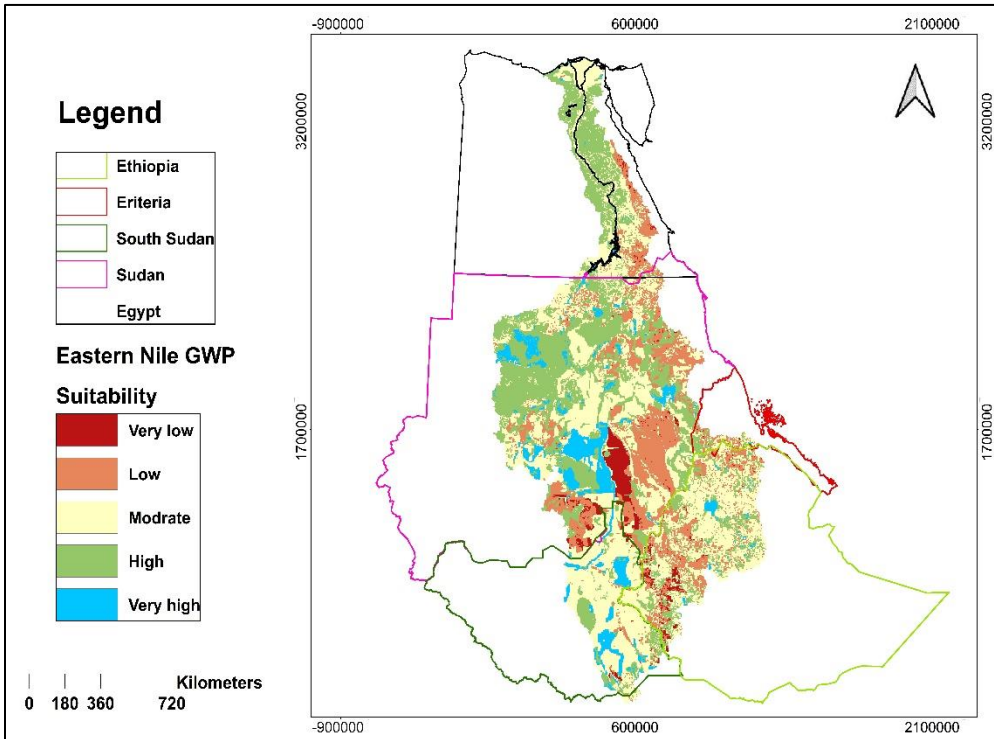 -900000 600000 2100000
Legend
Ethiopia
Eriteria
South Sudan
Sudan
Egypt
Eastern Nile GWP
Suitability
Very low
Low
Modrate
High
Very high
Kilometers
0 180 360 720
3200000 3200000
1700000 1700000
-900000 600000 2100000